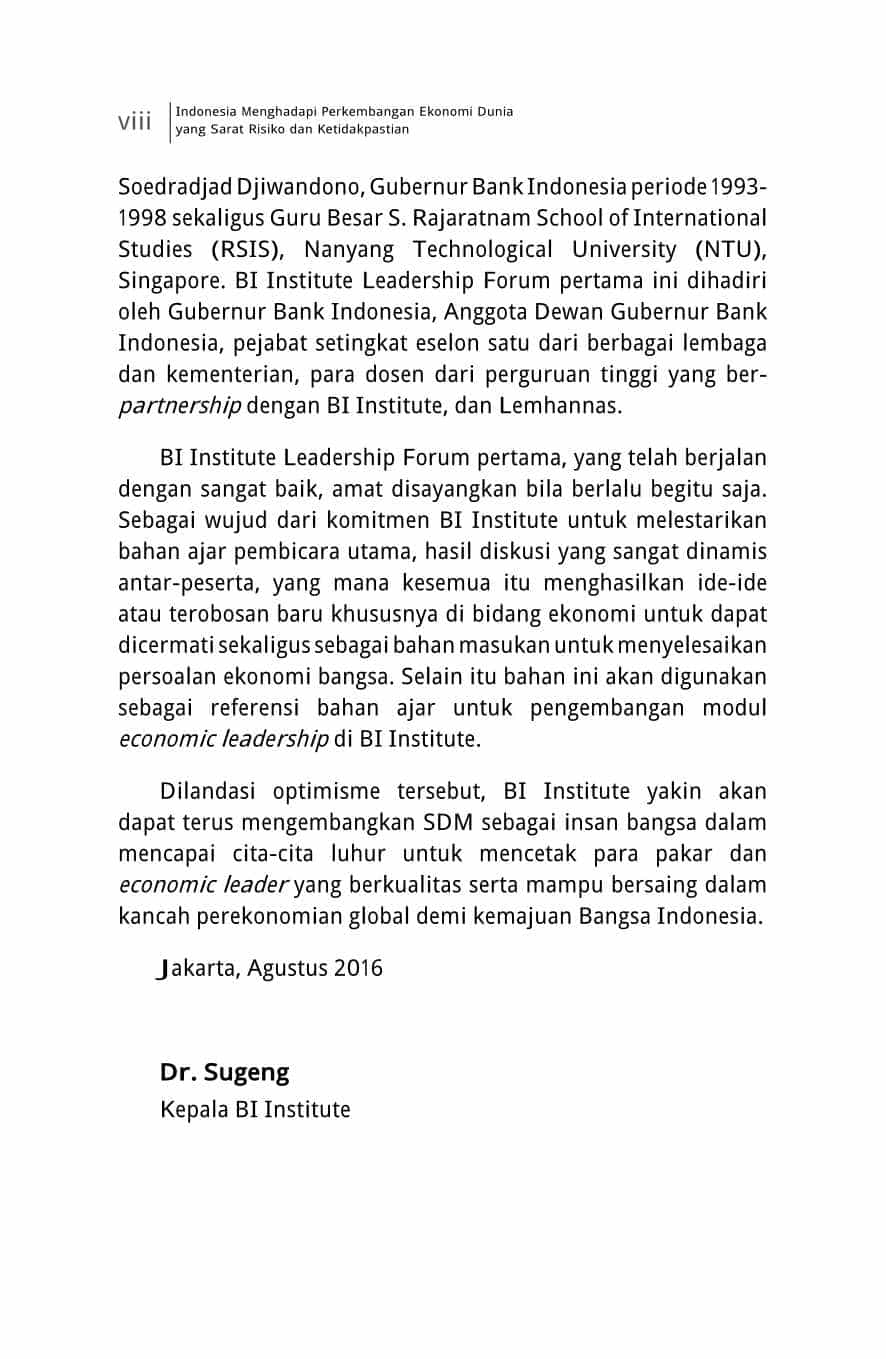 viii
Indonesia Menghadapi Perkembangan Ekonomi Dunia
yang Sarat Risiko dan Ketidakpastian
Soedradjad Djiwandono, Gubernur Bank Indonesia periode 1993-
1998 sekaligus Guru Besar S. Rajaratnam School of International
Studies (RSIS), Nanyang Technological University (NTU),
Singapore. BI Institute Leadership Forum pertama ini dihadiri
oleh Gubernur Bank Indonesia, Anggota Dewan Gubernur Bank
Indonesia, pejabat setingkat eselon satu dari berbagai lembaga
dan kementerian, para dosen dari perguruan tinggi yang ber-
partnership dengan BI Institute, dan Lemhannas.
BI Institute Leadership Forum pertama, yang telah berjalan
dengan sangat baik, amat disayangkan bila berlalu begitu saja.
Sebagai wujud dari komitmen BI Institute untuk melestarikan
bahan ajar pembicara utama, hasil diskusi yang sangat dinamis
antar-peserta, yang mana kesemua itu menghasilkan ide-ide
atau terobosan baru khususnya di bidang ekonomi untuk dapat
dicermati sekaligus sebagai bahan masukan untuk menyelesaikan
persoalan ekonomi bangsa. Selain itu bahan ini akan digunakan
sebagai referensi bahan ajar untuk pengembangan modul
economic leadership di BI Institute.
Dilandasi optimisme tersebut, BI Institute yakin akan
dapat terus mengembangkan SDM sebagai insan bangsa dalam
mencapai cita-cita luhur untuk mencetak para pakar dan
economic leader yang berkualitas serta mampu bersaing dalam
kancah perekonomian global demi kemajuan Bangsa Indonesia.
Jakarta, Agustus 2016
Dr. Sugeng
Kepala BI Institute